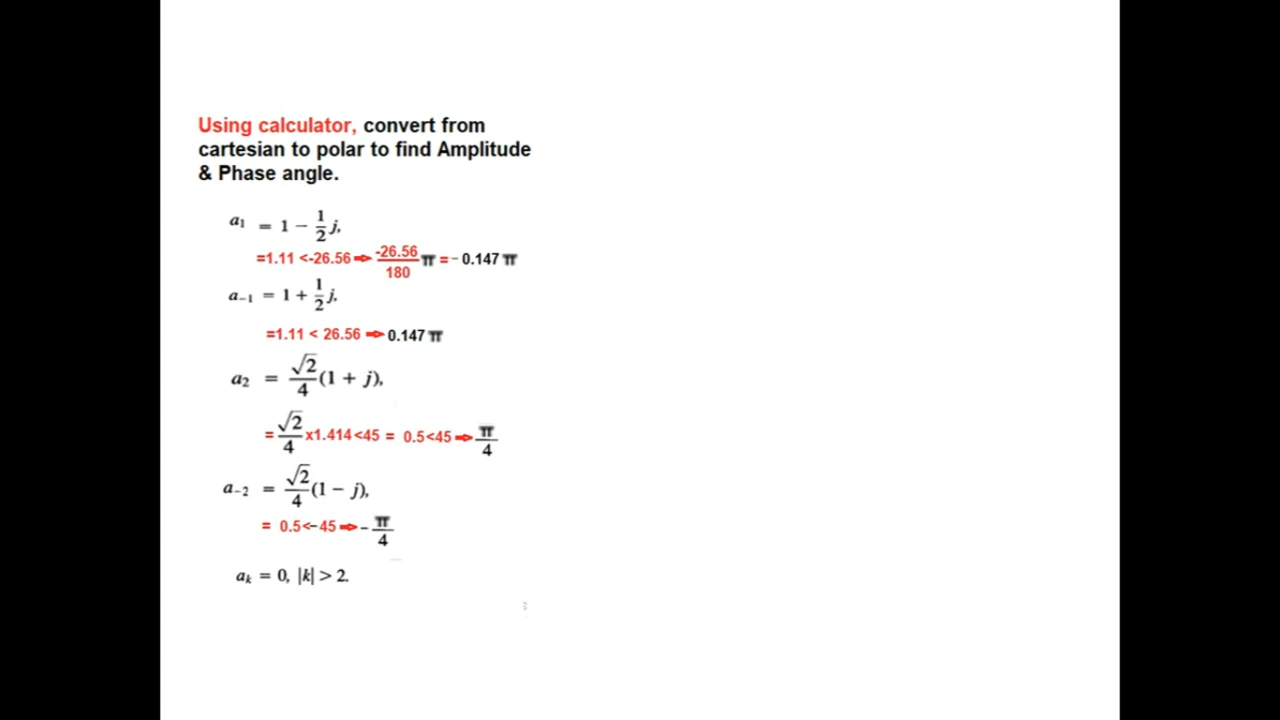 Using calculator, convert from
cartesian to polar to find Amplitude
& Phase angle.
a₁ = 1 − 1/2 j,
=1.11 <-26.56 ⇒ -26.56/180 π = - 0.147 π
a₋₁ = 1 + 1/2 j,
=1.11 < 26.56 ⇒ 0.147 π
a₂ = √2/4 (1 + j),
= √2/4 x1.414<45 = 0.5<45 ⇒ π/4
a₋₂ = √2/4 (1 − j),
= 0.5<-45 ⇒ - π/4
aₖ = 0, |k| > 2.